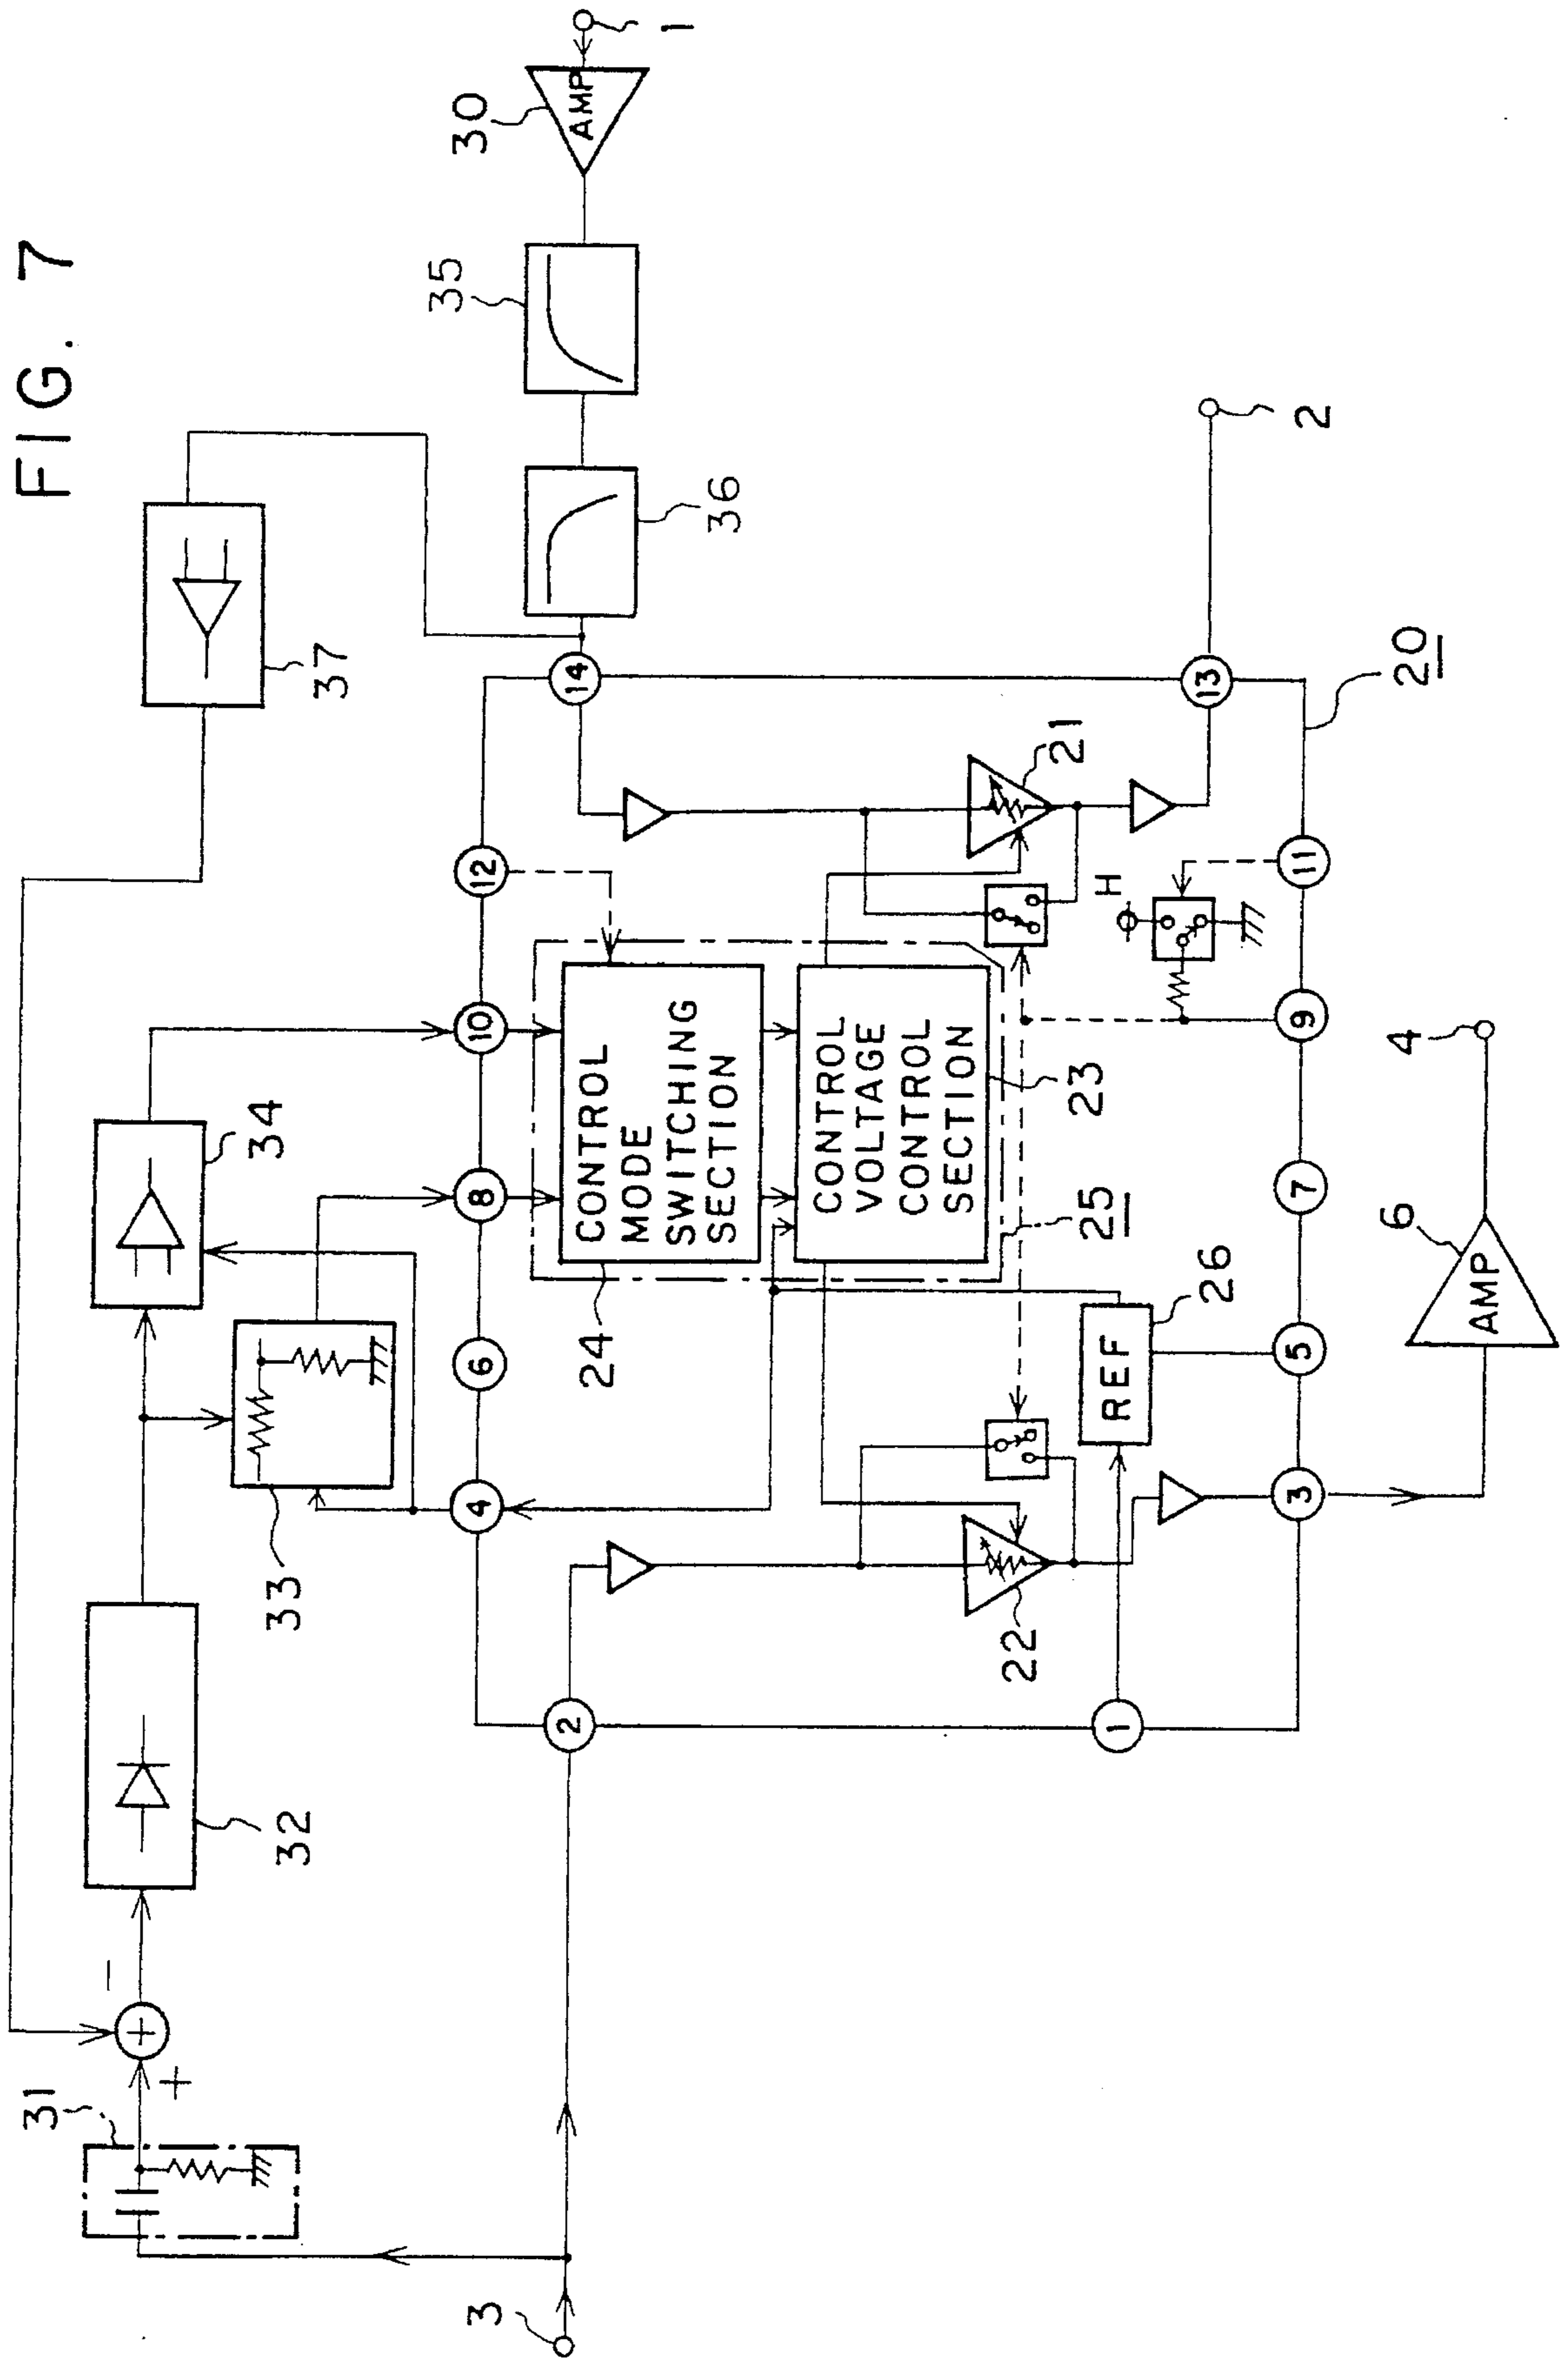 FIG. 7
1
AMP
30
35
36
37
2
14
13
12
11
10
9
8
7
6
5
4
3
2
1
20
21
H
CONTROL
MODE
SWITCHING
SECTION
CONTROL
VOLTAGE
CONTROL
SECTION
23
24
25
26
REF
22
34
33
32
31
−
+
+
3
4
6
AMP